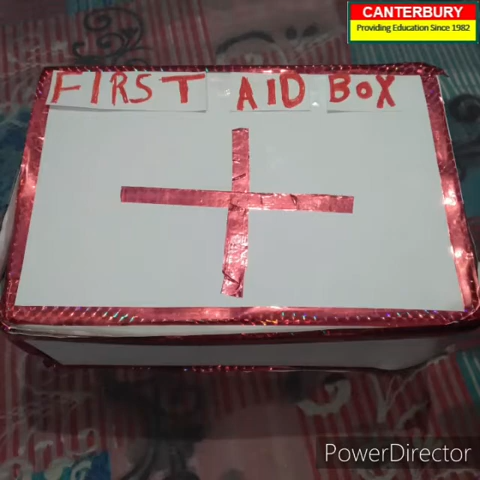 CANTERBURY
Providing Education Since 1982
FIRST AID BOX
PowerDirector